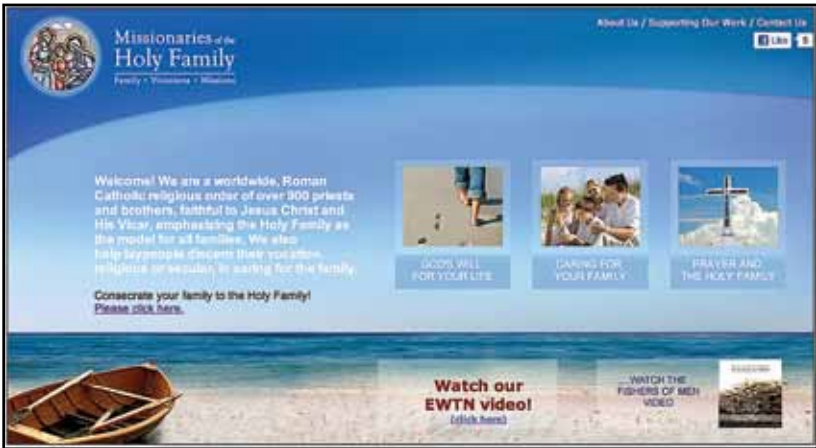 About Us / Supporting Our Work / Contact Us
Like
Missionaries of the
Holy Family
Family • Vocations • Missions
Welcome! We are a worldwide, Roman
Catholic religious order of over 900 priests
and brothers, faithful to Jesus Christ and
His Vicar, emphasizing the Holy Family as
the model for all families. We also
help laypeople discern their vocation,
religious or secular, in caring for the family.
Consecrate your family to the Holy Family!
Please click here.
GOD'S WILL
FOR YOUR LIFE
CARING FOR
YOUR FAMILY
PRAYER AND
THE HOLY FAMILY
Watch our
EWTN video!
(click here)
WATCH THE
FISHERS OF MEN
VIDEO